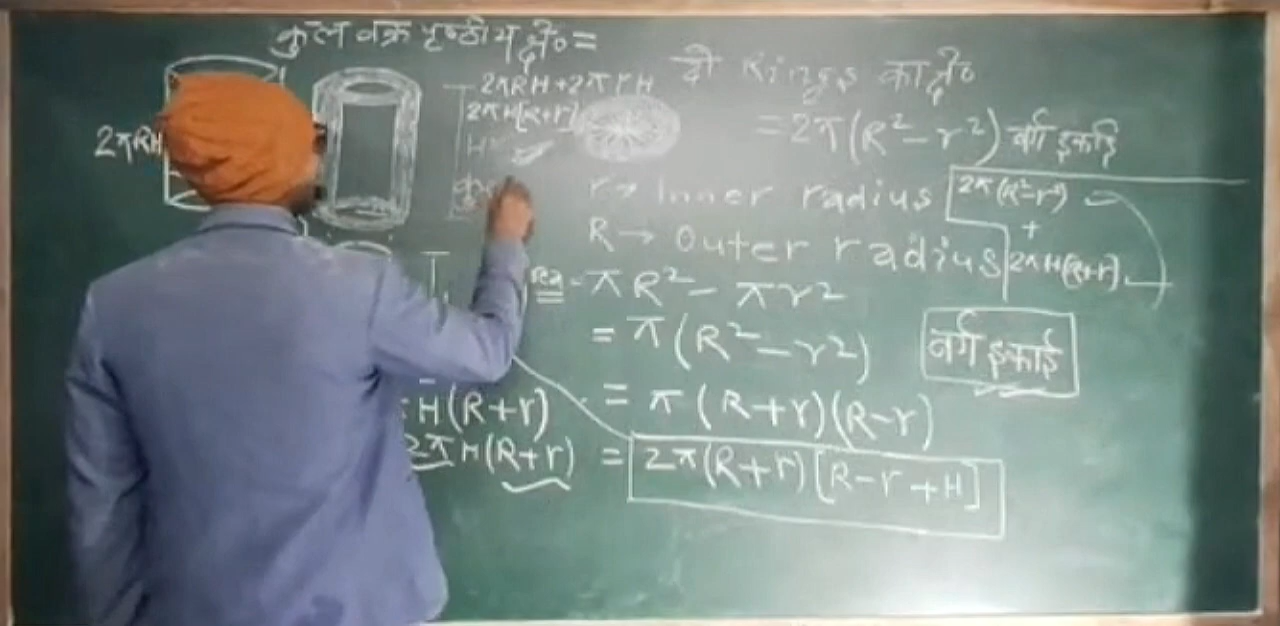 कुल वक्र पृष्ठीय क्षे० =
2πRH + 2πrH
2πH[R+r]
2πRH
दो Rings का क्षे०
= 2π(R²-r²) वर्ग इकाई
r → Inner radius
R → Outer radius
2π(R²-r²)
+
2πH(R+r)
= πR² - πr²
= π(R²-r²)
वर्ग इकाई
H(R+r)
= π(R+r)(R-r)
2πH(R+r)
= 2π(R+r)[R-r+H]